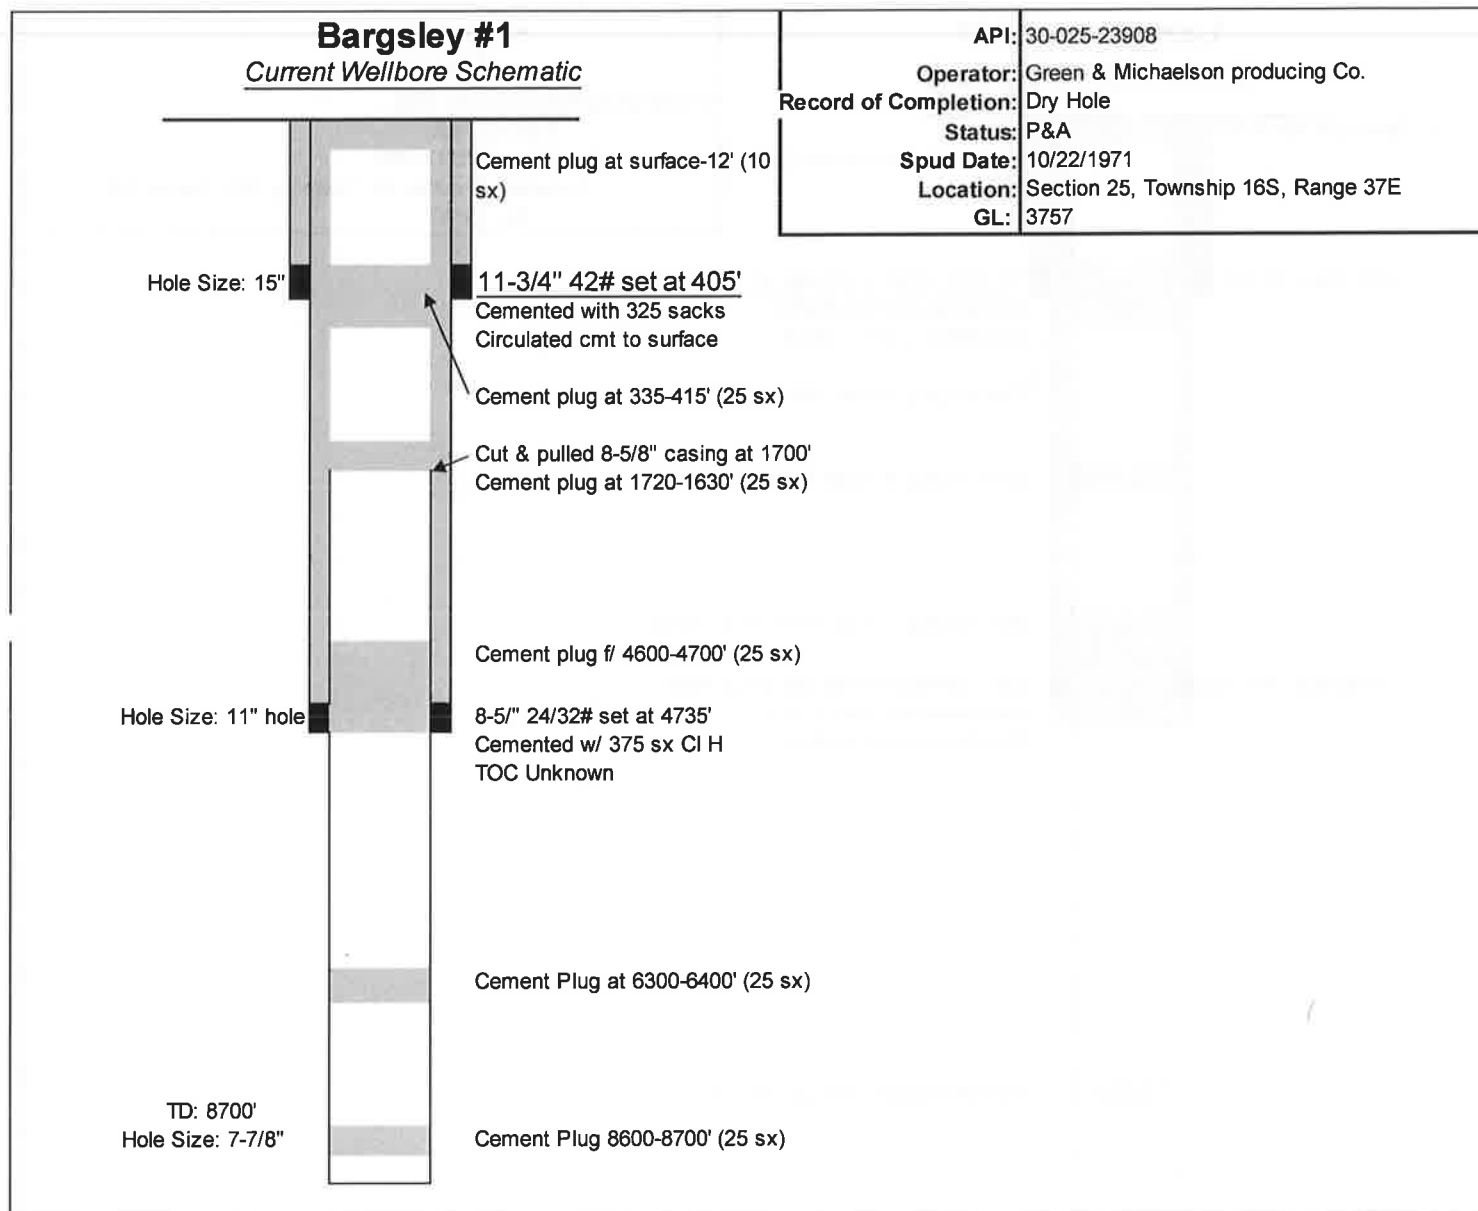 Bargsley #1
Current Wellbore Schematic
API: 30-025-23908
Operator: Green & Michaelson producing Co.
Record of Completion: Dry Hole
Status: P&A
Spud Date: 10/22/1971
Location: Section 25, Township 16S, Range 37E
GL: 3757
Cement plug at surface-12' (10
sx)
Hole Size: 15"
11-3/4" 42# set at 405'
Cemented with 325 sacks
Circulated cmt to surface
Cement plug at 335-415' (25 sx)
Cut & pulled 8-5/8" casing at 1700'
Cement plug at 1720-1630' (25 sx)
Cement plug f/ 4600-4700' (25 sx)
Hole Size: 11" hole
8-5/" 24/32# set at 4735'
Cemented w/ 375 sx Cl H
TOC Unknown
Cement Plug at 6300-6400' (25 sx)
TD: 8700'
Hole Size: 7-7/8"
Cement Plug 8600-8700' (25 sx)